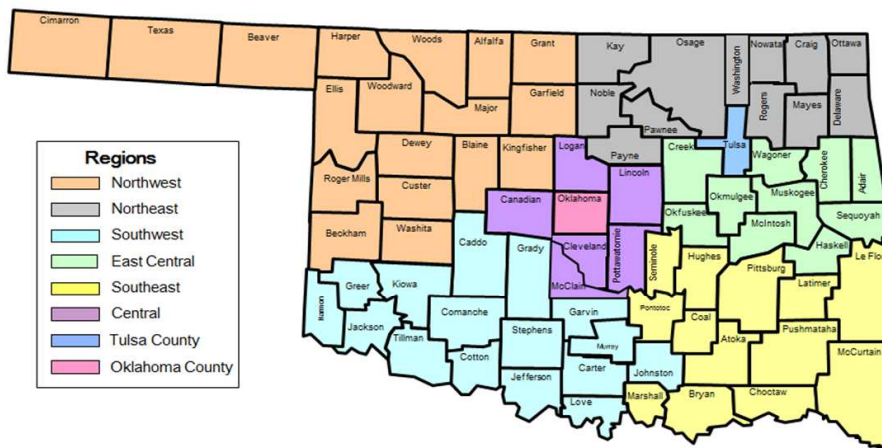 Cimarron
Texas
Beaver
Harper
Woods
Alfalfa
Grant
Kay
Osage
Washington
Nowata
Craig
Ottawa
Ellis
Woodward
Major
Garfield
Noble
Pawnee
Rogers
Mayes
Delaware
Dewey
Blaine
Kingfisher
Logan
Payne
Creek
Tulsa
Wagoner
Cherokee
Adair
Roger Mills
Custer
Canadian
Oklahoma
Lincoln
Okmulgee
Muskogee
Okfuskee
McIntosh
Sequoyah
Beckham
Washita
Caddo
Grady
Cleveland
Pottawatomie
Seminole
Hughes
Pittsburg
Haskell
Le Flo
Latimer
Harmon
Greer
Kiowa
McClain
Comanche
Garvin
Pontotoc
Coal
Pushmataha
Jackson
Tillman
Stephens
Murray
Atoka
McCurtain
Cotton
Carter
Johnston
Jefferson
Love
Marshall
Bryan
Choctaw
Regions
Northwest
Northeast
Southwest
East Central
Southeast
Central
Tulsa County
Oklahoma County